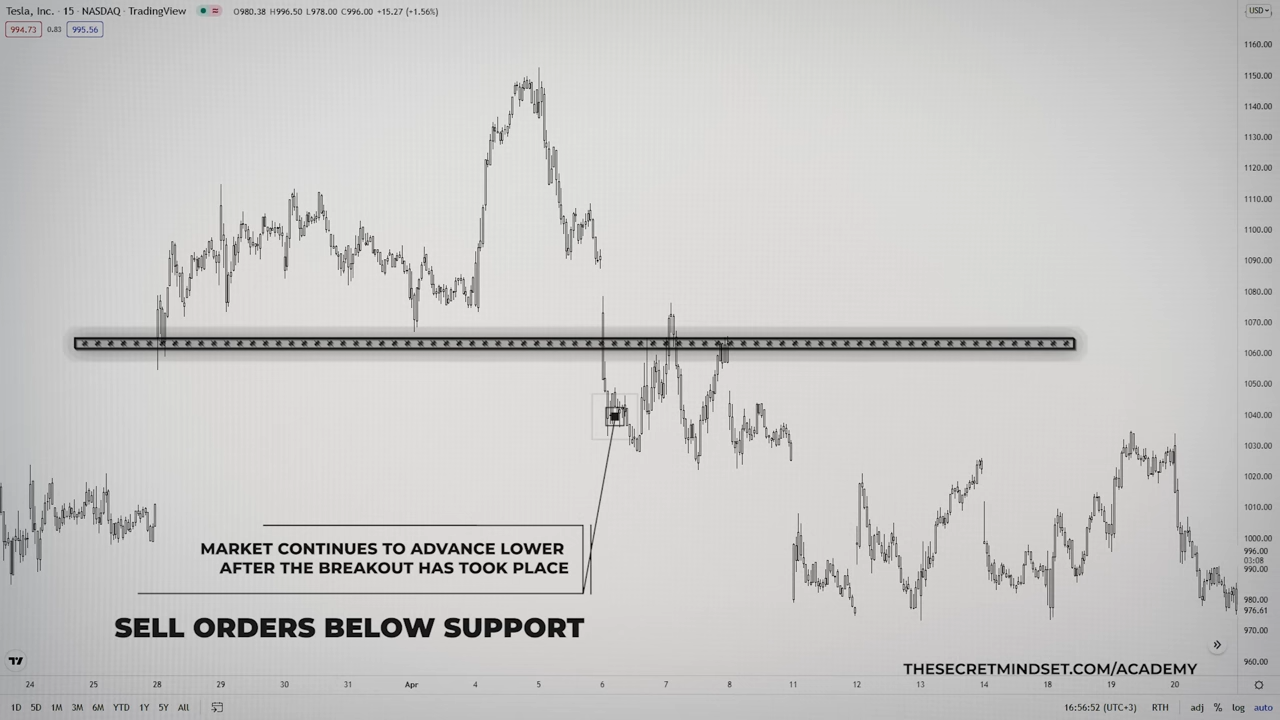 Tesla, Inc. · 15 · NASDAQ · TradingView O980.38 H996.50 L978.00 C996.00 +15.27 (+1.56%)
994.73 0.83 995.56
USD
1160.00
1150.00
1140.00
1130.00
1120.00
1110.00
1100.00
1090.00
1080.00
1070.00
1060.00
1050.00
1040.00
1030.00
1020.00
1010.00
1000.00
996.00
03:08
990.00
980.00
976.61
970.00
960.00
MARKET CONTINUES TO ADVANCE LOWER
AFTER THE BREAKOUT HAS TOOK PLACE
SELL ORDERS BELOW SUPPORT
THESECRETMINDSET.COM/ACADEMY
24 25 28 29 30 31 Apr 4 5 6 7 8 11 12 13 14 18 19 20
1D 5D 1M 3M 6M YTD 1Y 5Y All 16:56:52 (UTC+3) RTH adj % log auto